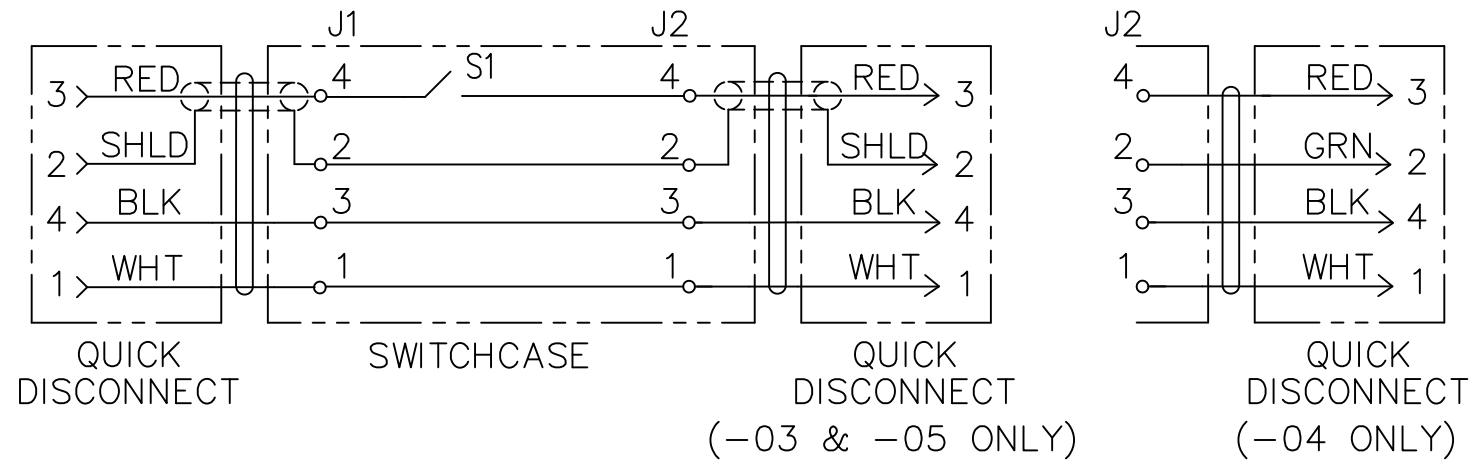 J1 J2 J2
3 RED 4 S1 4 RED 3 4 RED 3
2 SHLD 2 2 SHLD 2 2 GRN 2
4 BLK 3 3 BLK 4 3 BLK 4
1 WHT 1 1 WHT 1 1 WHT 1
QUICK SWITCHCASE QUICK QUICK
DISCONNECT DISCONNECT DISCONNECT
(-03 & -05 ONLY) (-04 ONLY)